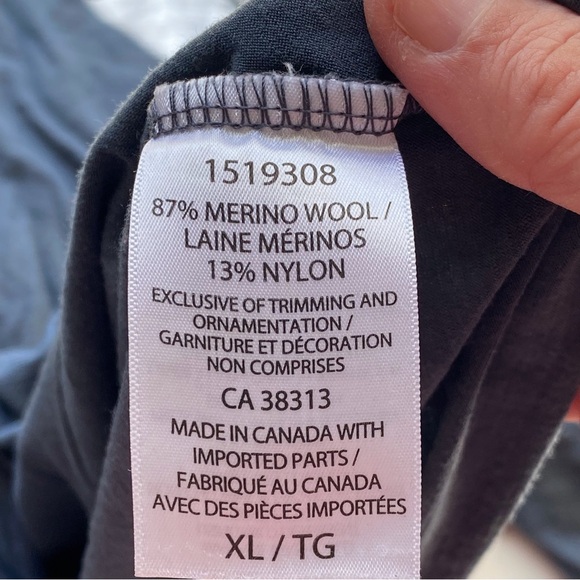 1519308
87% MERINO WOOL /
LAINE MÉRINOS
13% NYLON
EXCLUSIVE OF TRIMMING AND
ORNAMENTATION /
GARNITURE ET DÉCORATION
NON COMPRISES
CA 38313
MADE IN CANADA WITH
IMPORTED PARTS /
FABRIQUÉ AU CANADA
AVEC DES PIÈCES IMPORTÉES
XL / TG